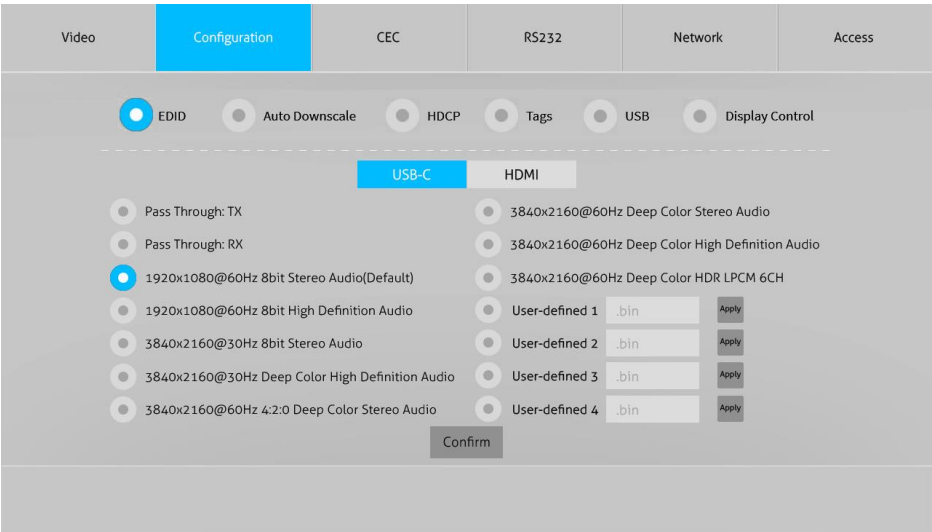 Video Configuration CEC RS232 Network Access
EDID Auto Downscale HDCP Tags USB Display Control
USB-C HDMI
Pass Through: TX
Pass Through: RX
1920x1080@60Hz 8bit Stereo Audio(Default)
1920x1080@60Hz 8bit High Definition Audio
3840x2160@30Hz 8bit Stereo Audio
3840x2160@30Hz Deep Color High Definition Audio
3840x2160@60Hz 4:2:0 Deep Color Stereo Audio
3840x2160@60Hz Deep Color Stereo Audio
3840x2160@60Hz Deep Color High Definition Audio
3840x2160@60Hz Deep Color HDR LPCM 6CH
User-defined 1 .bin Apply
User-defined 2 .bin Apply
User-defined 3 .bin Apply
User-defined 4 .bin Apply
Confirm